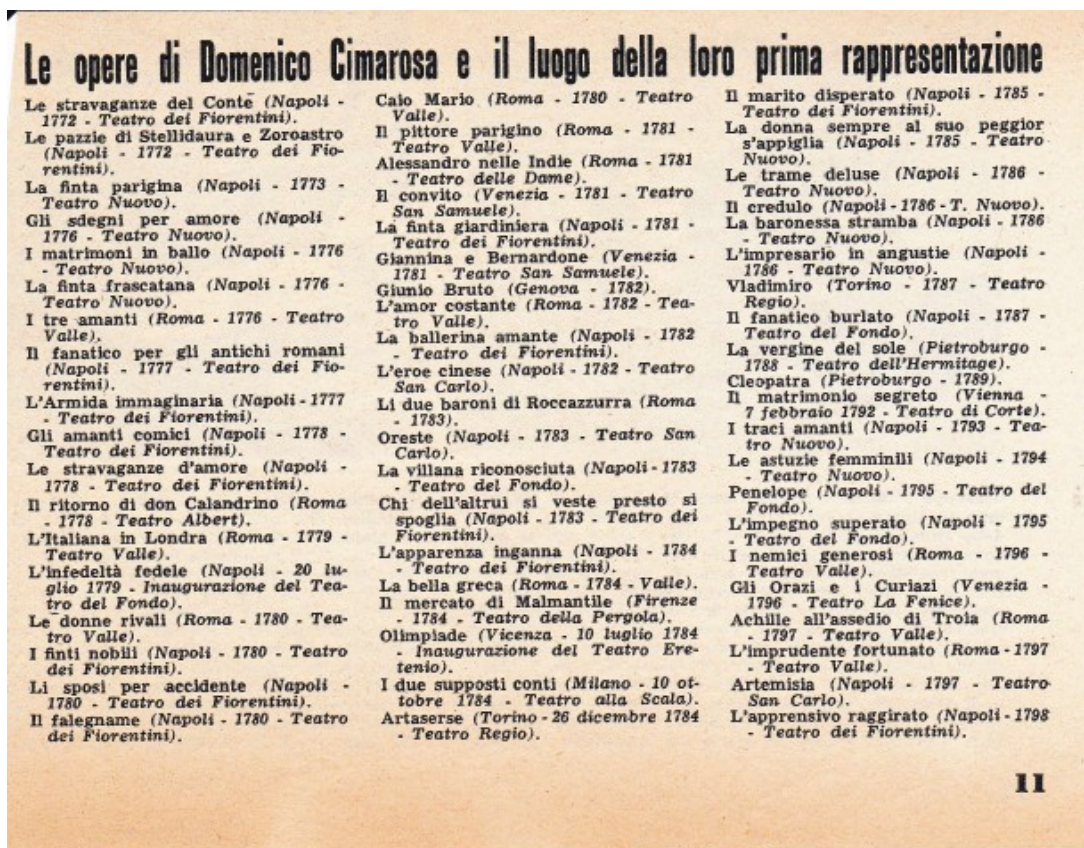 Le opere di Domenico Cimarosa e il luogo della loro prima rappresentazione
Le stravaganze del Conte (Napoli -
1772 - Teatro dei Fiorentini).
Le pazzie di Stellidaura e Zoroastro
(Napoli - 1772 - Teatro dei Fio-
rentini).
La finta parigina (Napoli - 1773 -
Teatro Nuovo).
Gli sdegni per amore (Napoli -
1776 - Teatro Nuovo).
I matrimoni in ballo (Napoli - 1776
- Teatro Nuovo).
La finta frascatana (Napoli - 1776 -
Teatro Nuovo).
I tre amanti (Roma - 1776 - Teatro
Valle).
Il fanatico per gli antichi romani
(Napoli - 1777 - Teatro dei Fio-
rentini).
L'Armida immaginaria (Napoli - 1777
- Teatro dei Fiorentini).
Gli amanti comici (Napoli - 1778 -
Teatro dei Fiorentini).
Le stravaganze d'amore (Napoli -
1778 - Teatro dei Fiorentini).
Il ritorno di don Calandrino (Roma
- 1778 - Teatro Albert).
L'Italiana in Londra (Roma - 1779 -
Teatro Valle).
L'infedeltà fedele (Napoli - 20 lu-
glio 1779 - Inaugurazione del Tea-
tro del Fondo).
Le donne rivali (Roma - 1780 - Tea-
tro Valle).
I finti nobili (Napoli - 1780 - Teatro
dei Fiorentini).
Li sposi per accidente (Napoli -
1780 - Teatro dei Fiorentini).
Il falegname (Napoli - 1780 - Teatro
dei Fiorentini).
Caio Mario (Roma - 1780 - Teatro
Valle).
Il pittore parigino (Roma - 1781 -
Teatro Valle).
Alessandro nelle Indie (Roma - 1781
- Teatro delle Dame).
Il convito (Venezia - 1781 - Teatro
San Samuele).
La finta giardiniera (Napoli - 1781 -
Teatro dei Fiorentini).
Giannina e Bernardone (Venezia -
1781 - Teatro San Samuele).
Giunio Bruto (Genova - 1782).
L'amor costante (Roma - 1782 - Tea-
tro Valle).
La ballerina amante (Napoli - 1782
- Teatro dei Fiorentini).
L'eroe cinese (Napoli - 1782 - Teatro
San Carlo).
Li due baroni di Roccazzurra (Roma
- 1783).
Oreste (Napoli - 1783 - Teatro San
Carlo).
La villana riconosciuta (Napoli - 1783
- Teatro del Fondo).
Chi dell'altrui si veste presto si
spoglia (Napoli - 1783 - Teatro dei
Fiorentini).
L'apparenza inganna (Napoli - 1784
- Teatro dei Fiorentini).
La bella greca (Roma - 1784 - Valle).
Il mercato di Malmantile (Firenze
- 1784 - Teatro della Pergola).
Olimpiade (Vicenza - 10 luglio 1784
- Inaugurazione del Teatro Ere-
tenio).
I due supposti conti (Milano - 10 ot-
tobre 1784 - Teatro alla Scala).
Artaserse (Torino - 26 dicembre 1784
- Teatro Regio).
Il marito disperato (Napoli - 1785 -
Teatro dei Fiorentini).
La donna sempre al suo peggior
s'appiglia (Napoli - 1785 - Teatro
Nuovo).
Le trame deluse (Napoli - 1786 -
Teatro Nuovo).
Il credulo (Napoli - 1786 - T. Nuovo).
La baronessa stramba (Napoli - 1786
- Teatro Nuovo).
L'impresario in angustie (Napoli -
1786 - Teatro Nuovo).
Vladimiro (Torino - 1787 - Teatro
Regio).
Il fanatico burlato (Napoli - 1787 -
Teatro del Fondo).
La vergine del sole (Pietroburgo -
1788 - Teatro dell'Hermitage).
Cleopatra (Pietroburgo - 1789).
Il matrimonio segreto (Vienna -
7 febbraio 1792 - Teatro di Corte).
I traci amanti (Napoli - 1793 - Tea-
tro Nuovo).
Le astuzie femminili (Napoli - 1794
- Teatro Nuovo).
Penelope (Napoli - 1795 - Teatro del
Fondo).
L'impegno superato (Napoli - 1795
- Teatro del Fondo).
I nemici generosi (Roma - 1796 -
Teatro Valle).
Gli Orazi e i Curiazi (Venezia -
1796 - Teatro La Fenice).
Achille all'assedio di Troia (Roma
- 1797 - Teatro Valle).
L'imprudente fortunato (Roma - 1797
- Teatro Valle).
Artemisia (Napoli - 1797 - Teatro
San Carlo).
L'apprensivo raggirato (Napoli - 1798
- Teatro dei Fiorentini).
11